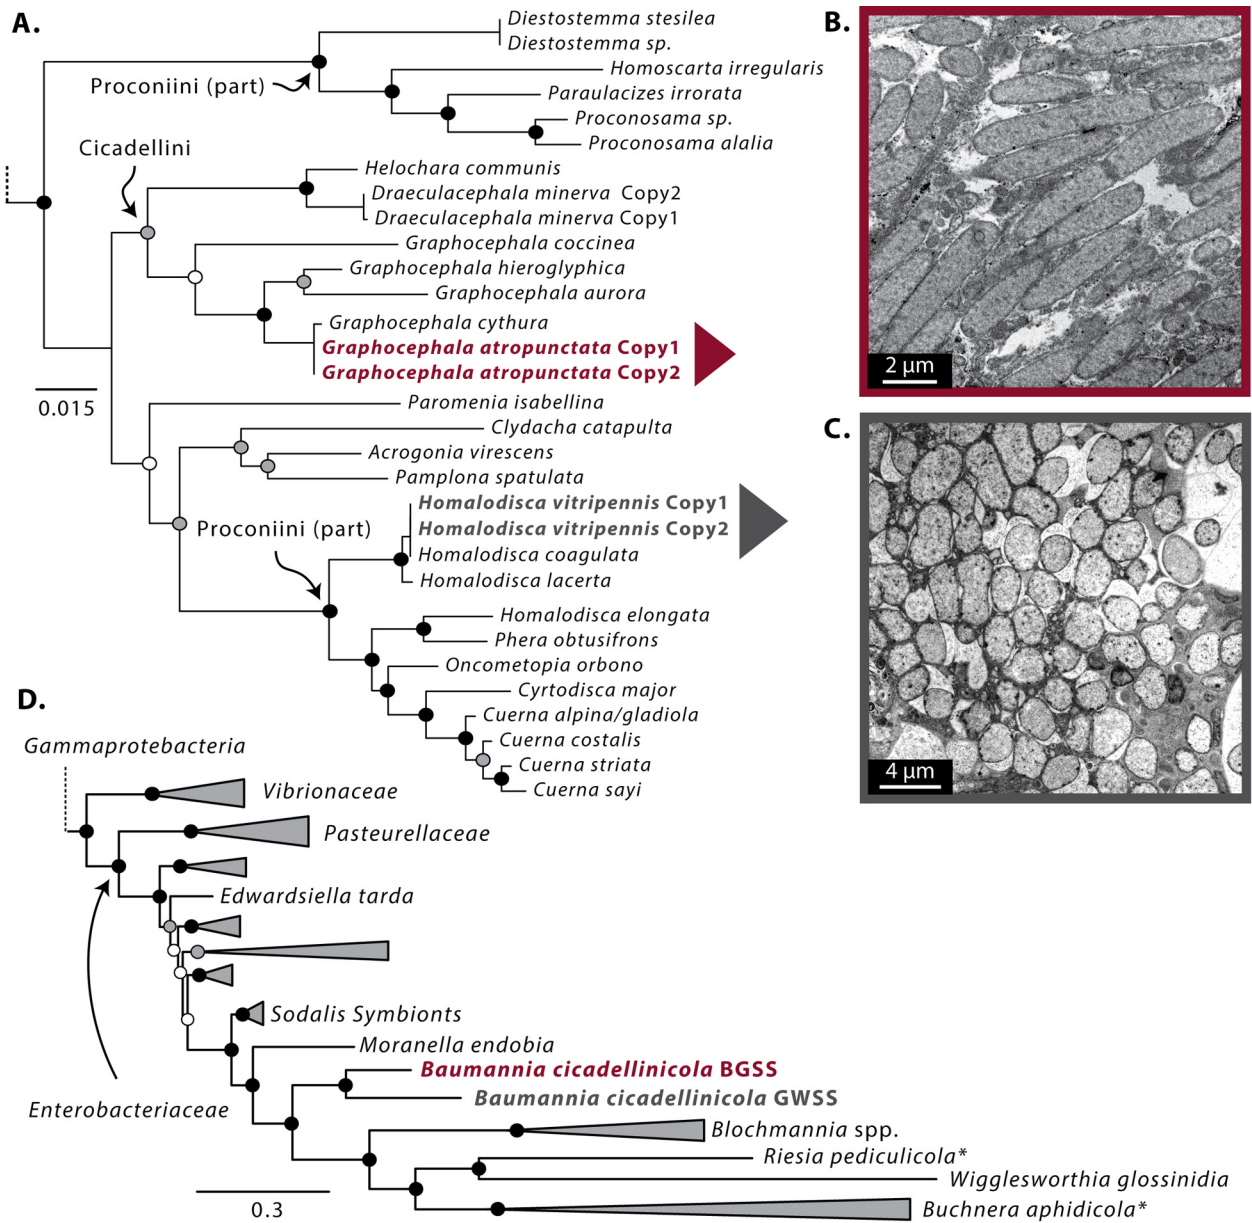 A.
Diestostemma stesilea
Diestostemma sp.
Homoscarta irregularis
Proconiini (part)
Paraulacizes irrorata
Proconosama sp.
Proconosama alalia
Cicadellini
Helochara communis
Draeculacephala minerva Copy2
Draeculacephala minerva Copy1
Graphocephala coccinea
Graphocephala hieroglyphica
Graphocephala aurora
Graphocephala cythura
Graphocephala atropunctata Copy1
Graphocephala atropunctata Copy2
0.015
Paromenia isabellina
Clydacha catapulta
Acrogonia virescens
Pamplona spatulata
Homalodisca vitripennis Copy1
Proconiini (part)
Homalodisca vitripennis Copy2
Homalodisca coagulata
Homalodisca lacerta
Homalodisca elongata
Phera obtusifrons
Oncometopia orbono
Cyrtodisca major
Cuerna alpina/gladiola
Cuerna costalis
Cuerna striata
Cuerna sayi
B.
2 μm
C.
4 μm
D.
Gammaprotebacteria
Vibrionaceae
Pasteurellaceae
Edwardsiella tarda
Sodalis Symbionts
Moranella endobia
Baumannia cicadellinicola BGSS
Baumannia cicadellinicola GWSS
Enterobacteriaceae
Blochmannia spp.
Riesia pediculicola*
Wigglesworthia glossinidia
Buchnera aphidicola*
0.3